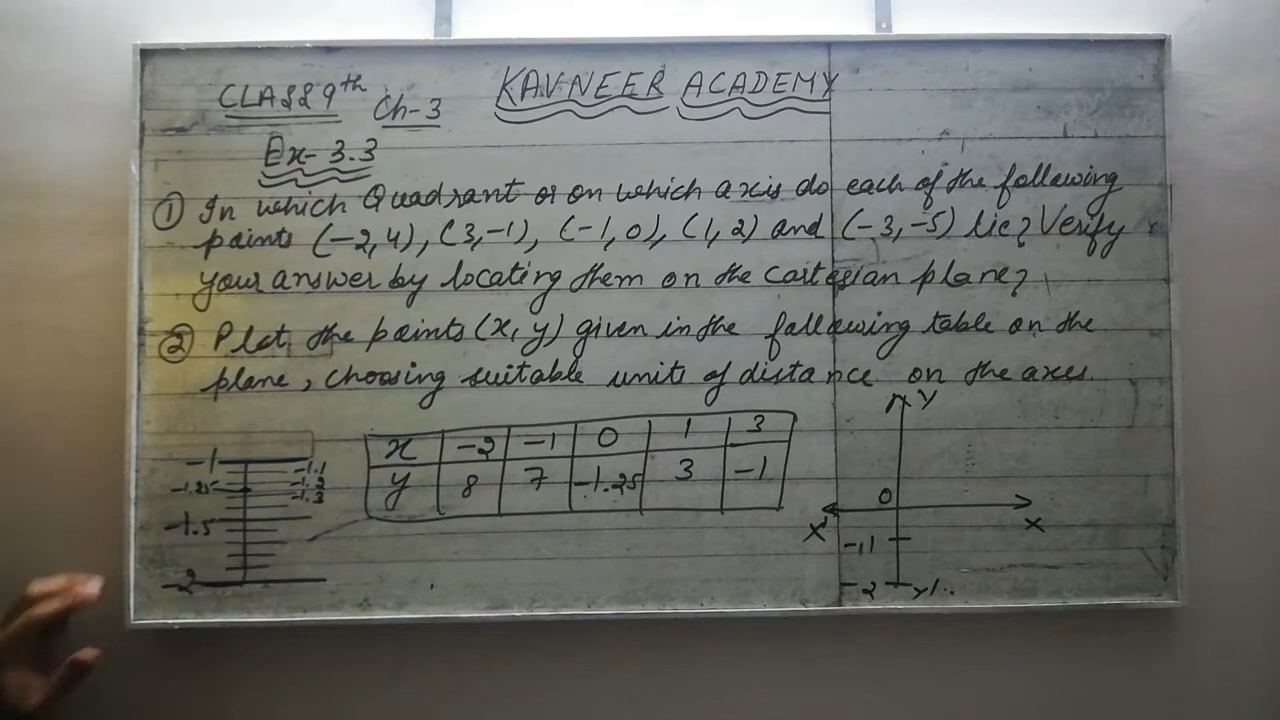 CLASS 9th Ch-3 KAVNEER ACADEMY
Ex-3.3
① In which Quadrant or on which axis do each of the following
points (-2,4), (3,-1), (-1,0), (1,2) and (-3,-5) lie? Verify
your answer by locating them on the cartesian plane?
② Plot the points (x, y) given in the following table on the
plane, choosing suitable units of distance on the axes.
x -2 -1 0 1 3
y 8 7 -1.25 3 -1
-1
-1.1
-1.2
-1.25
-1.3
-1.5
-2
Y
0
X' X
-1
-2 y'